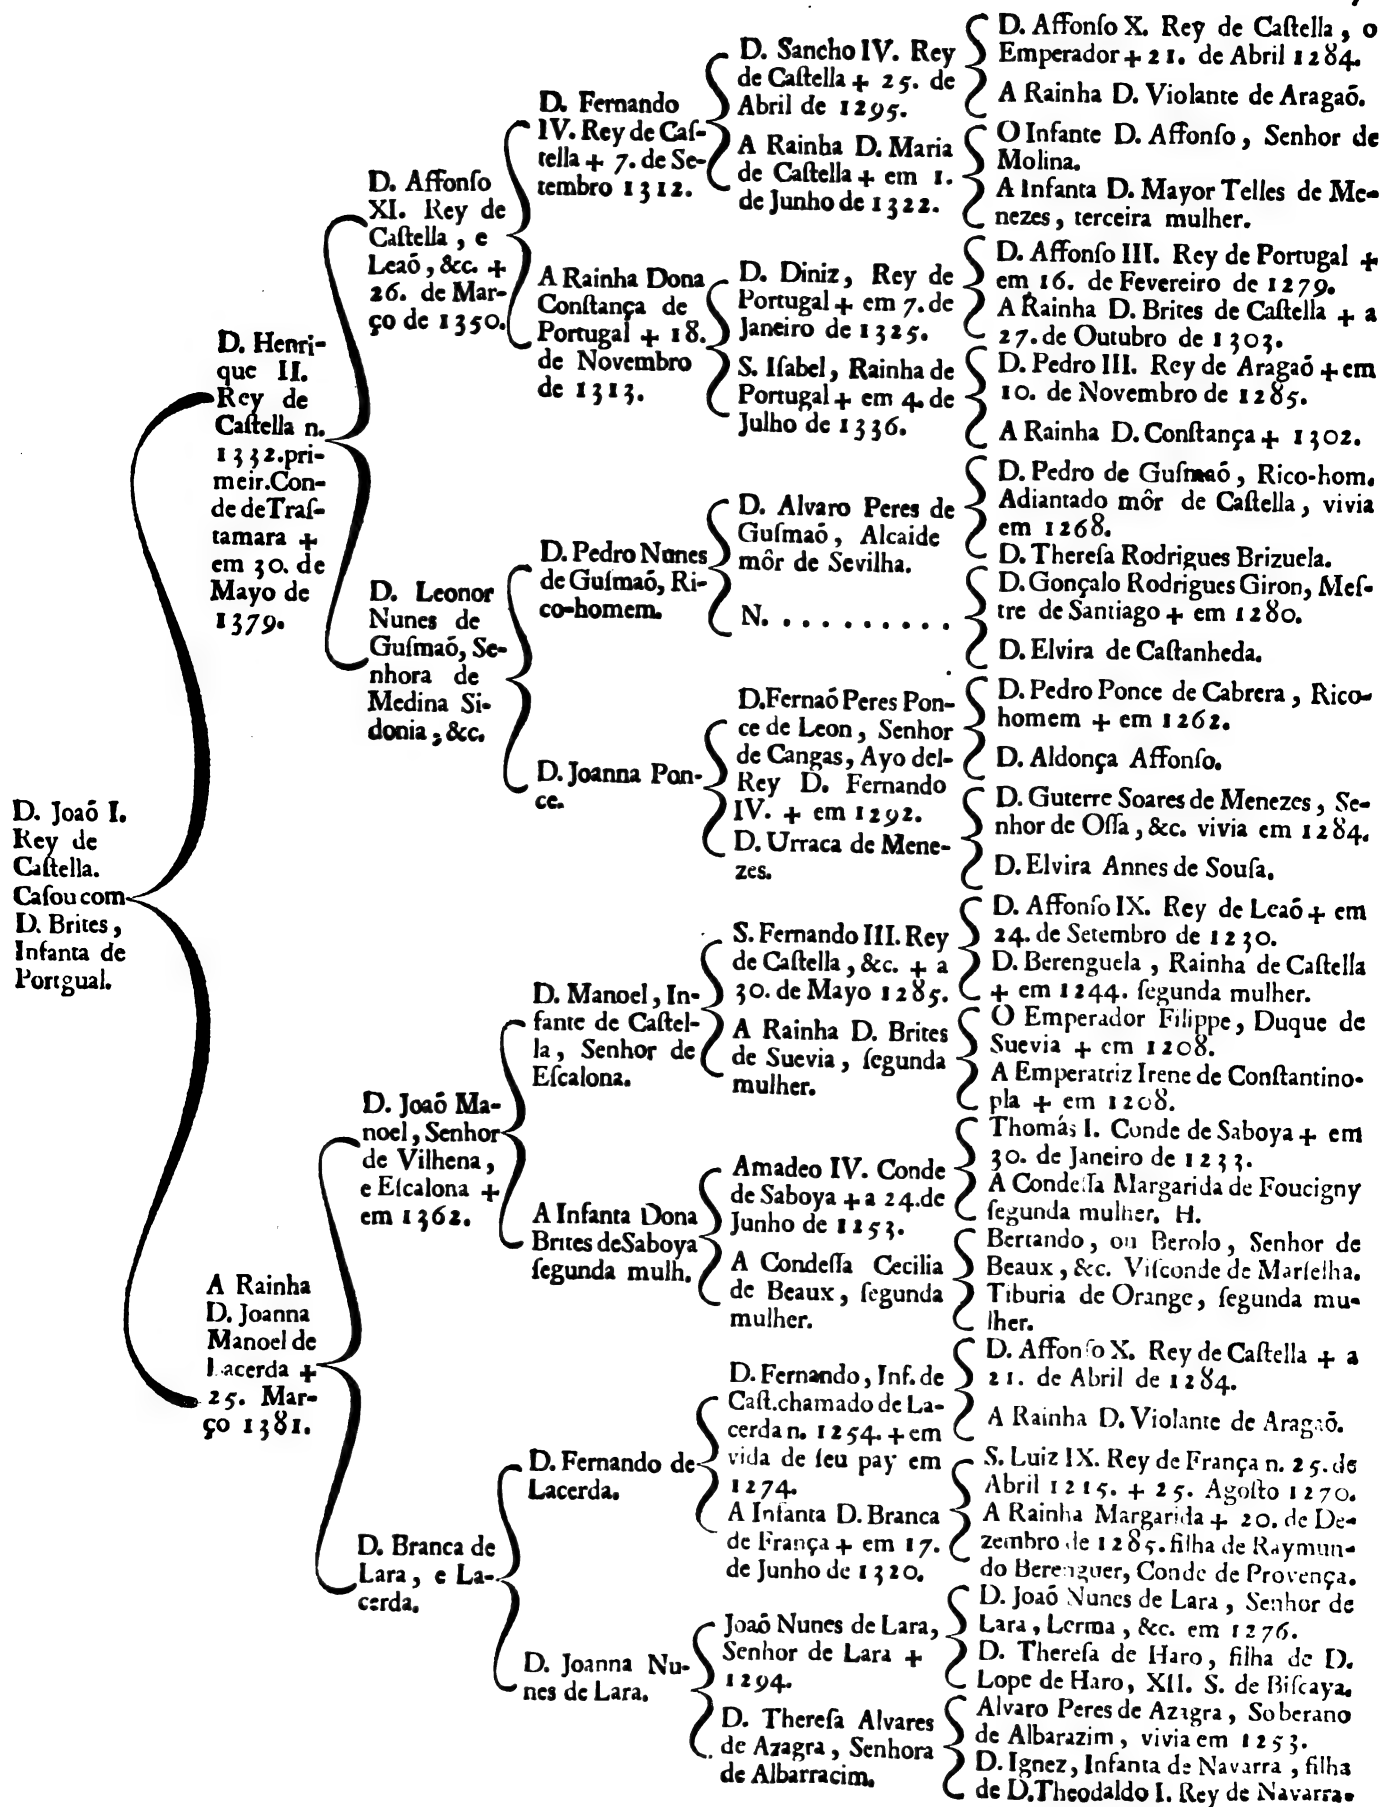 D. Joaõ I.
Rey de
Caſtella.
Caſou com
D. Brites,
Infanta de
Portgual.
D. Henri-
que II.
Rey de
Caſtella n.
1332.pri-
meir.Con-
de deTraſ-
tamara +
em 30. de
Mayo de
1379.
A Rainha
D. Joanna
Manoel de
Lacerda +
25. Mar-
ço 1381.
D. Affonſo
XI. Rey de
Caſtella, e
Leaõ, &c. +
26. de Mar-
ço de 1350.
D. Leonor
Nunes de
Guſmaõ, Se-
nhora de
Medina Si-
donia, &c.
D. Joaõ Ma-
noel, Senhor
de Vilhena,
e Eſcalona +
em 1362.
D. Branca de
Lara, e La-
cerda.
D. Fernando
IV. Rey de Caſ-
tella + 7. de Se-
tembro 1312.
A Rainha Dona
Conſtança de
Portugal + 18.
de Novembro
de 1313.
D. Pedro Nunes
de Guſmaõ, Ri-
co-homem.
D. Joanna Pon-
ce.
D. Manoel, In-
fante de Caſtel-
la, Senhor de
Eſcalona.
A Infanta Dona
Brites deSaboya
ſegunda mulh.
D. Fernando de
Lacerda.
D. Joanna Nu-
nes de Lara.
D. Sancho IV. Rey
de Caſtella + 25. de
Abril de 1295.
A Rainha D. Maria
de Caſtella + em 1.
de Junho de 1322.
D. Diniz, Rey de
Portugal + em 7. de
Janeiro de 1325.
S. Iſabel, Rainha de
Portugal + em 4. de
Julho de 1336.
D. Alvaro Peres de
Guſmaõ, Alcaide
môr de Sevilha.
N. . . . . . . . . .
D.Fernaõ Peres Pon-
ce de Leon, Senhor
de Cangas, Ayo del-
Rey D. Fernando
IV. + em 1292.
D. Urraca de Mene-
zes.
S. Fernando III. Rey
de Caſtella, &c. + a
30. de Mayo 1285.
A Rainha D. Brites
de Suevia, ſegunda
mulher.
Amadeo IV. Conde
de Saboya + a 24.de
Junho de 1253.
A Condeſſa Cecilia
de Beaux, ſegunda
mulher.
D. Fernando, Inf. de
Caſt.chamado de La-
cerda n. 1254. + em
vida de ſeu pay em
1274.
A Infanta D. Branca
de França + em 17.
de Junho de 1320.
Joaõ Nunes de Lara,
Senhor de Lara +
1294.
D. Thereſa Alvares
de Azagra, Senhora
de Albarracim.
D. Affonſo X. Rey de Caſtella, o
Emperador + 21. de Abril 1284.
A Rainha D. Violante de Aragaõ.
O Infante D. Affonſo, Senhor de
Molina.
A Infanta D. Mayor Telles de Me-
nezes, terceira mulher.
D. Affonſo III. Rey de Portugal +
em 16. de Fevereiro de 1279.
A Rainha D. Brites de Caſtella + a
27. de Outubro de 1303.
D. Pedro III. Rey de Aragaõ + em
10. de Novembro de 1285.
A Rainha D. Conſtança + 1302.
D. Pedro de Guſmaõ, Rico-hom.
Adiantado môr de Caſtella, vivia
em 1268.
D. Thereſa Rodrigues Brizuela.
D. Gonçalo Rodrigues Giron, Meſ-
tre de Santiago + em 1280.
D. Elvira de Caſtanheda.
D. Pedro Ponce de Cabrera, Rico-
homem + em 1262.
D. Aldonça Affonſo.
D. Guterre Soares de Menezes, Se-
nhor de Oſſa, &c. vivia em 1284.
D. Elvira Annes de Souſa.
D. Affonſo IX. Rey de Leaõ + em
24. de Setembro de 1230.
D. Berenguela, Rainha de Caſtella
+ em 1244. ſegunda mulher.
O Emperador Filippe, Duque de
Suevia + em 1208.
A Emperatriz Irene de Conſtantino-
pla + em 1208.
Thomás I. Conde de Saboya + em
30. de Janeiro de 1233.
A Condeſſa Margarida de Foucigny
ſegunda mulher. H.
Bertando, ou Berolo, Senhor de
Beaux, &c. Viſconde de Marſelha.
Tiburia de Orange, ſegunda mu-
lher.
D. Affonſo X. Rey de Caſtella + a
21. de Abril de 1284.
A Rainha D. Violante de Aragaõ.
S. Luiz IX. Rey de França n. 25. de
Abril 1215. + 25. Agoſto 1270.
A Rainha Margarida + 20. de De-
zembro de 1285. filha de Raymun-
do Berenguer, Conde de Provença.
D. Joaõ Nunes de Lara, Senhor de
Lara, Lerma, &c. em 1276.
D. Thereſa de Haro, filha de D.
Lope de Haro, XII. S. de Biſcaya.
Alvaro Peres de Azagra, Soberano
de Albarazim, vivia em 1253.
D. Ignez, Infanta de Navarra, filha
de D.Theodaldo I. Rey de Navarra.